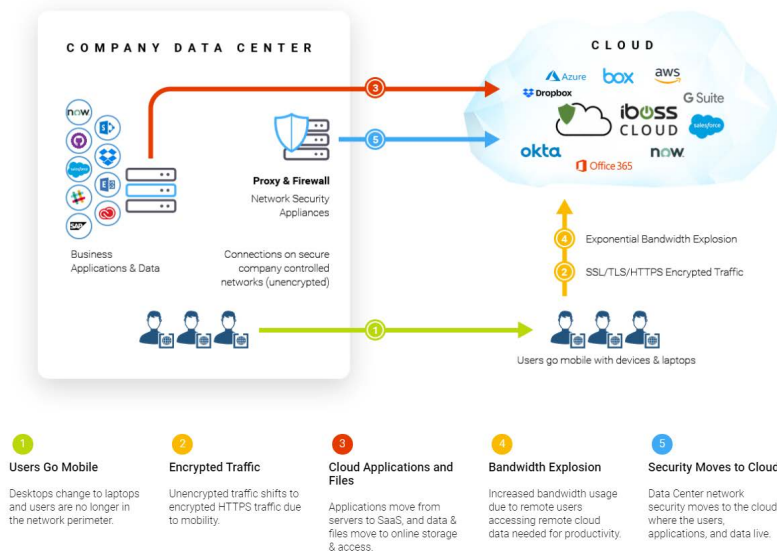 COMPANY DATA CENTER
CLOUD
Azure
box
aws
Dropbox
G Suite
iboss
CLOUD
salesforce
okta
now
Office 365
3
5
now
salesforce
SAP
Proxy & Firewall
Network Security
Appliances
Business
Applications & Data
Connections on secure
company controlled
networks (unencrypted)
4
Exponential Bandwidth Explosion
2
SSL/TLS/HTTPS Encrypted Traffic
1
Users go mobile with devices & laptops
1
Users Go Mobile
Desktops change to laptops
and users are no longer in
the network perimeter.
2
Encrypted Traffic
Unencrypted traffic shifts to
encrypted HTTPS traffic due
to mobility.
3
Cloud Applications and
Files
Applications move from
servers to SaaS, and data &
files move to online storage
& access.
4
Bandwidth Explosion
Increased bandwidth usage
due to remote users
accessing remote cloud
data needed for productivity.
5
Security Moves to Cloud
Data Center network
security moves to the cloud
where the users,
applications, and data live.